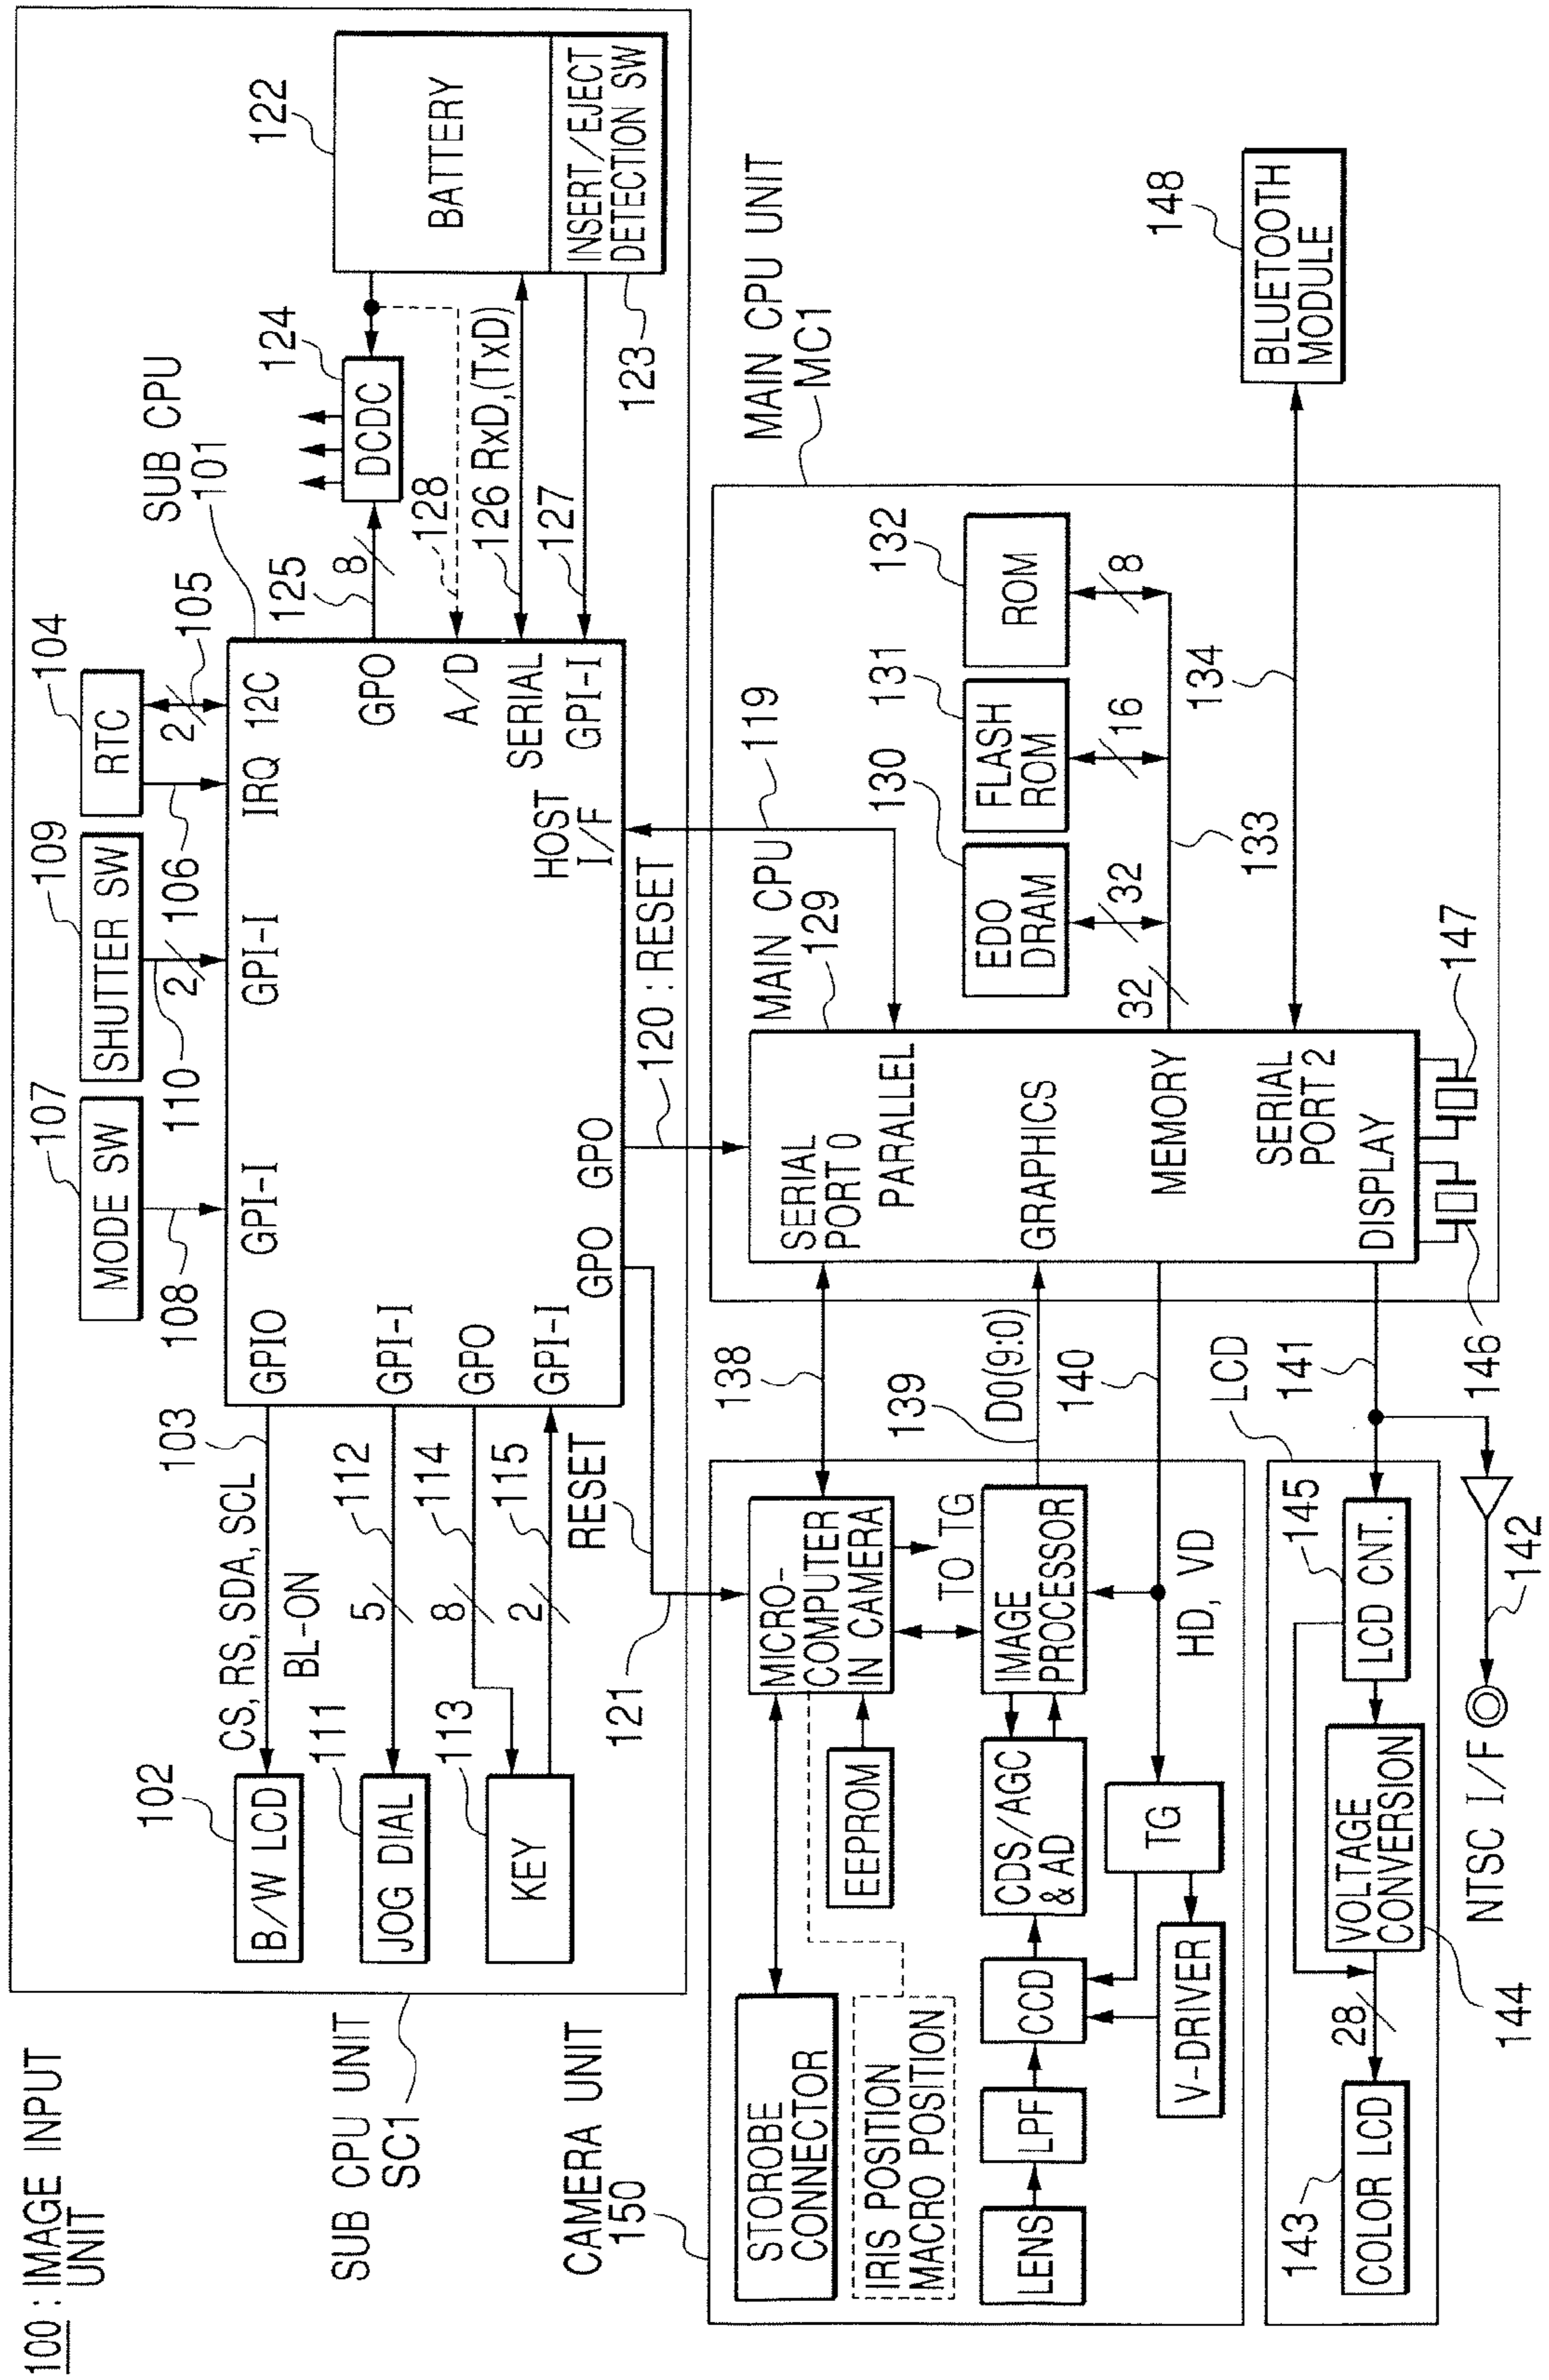 100 : IMAGE INPUT
UNIT
SUB CPU UNIT
SC1
SUB CPU
101
102
B/W LCD
CS, RS, SDA, SCL
BL-ON
103
111
JOG DIAL
5
112
113
KEY
8
114
2
115
RESET
121
107
MODE SW
108
109
SHUTTER SW
110
2
106
104
RTC
2
105
GPIO
GPI-I
GPI-I
IRQ
12C
GPI-I
GPO
GPI-I
GPO
GPO
GPO
A/D
SERIAL
GPI-I
HOST
I/F
125
8
124
DCDC
128
126 RxD,(TxD)
127
122
BATTERY
INSERT/EJECT
DETECTION SW
123
120 : RESET
119
CAMERA UNIT
150
STOROBE
CONNECTOR
IRIS POSITION
MACRO POSITION
MICRO-
COMPUTER
IN CAMERA
EEPROM
TO TG
LENS
LPF
CCD
CDS/AGC
& AD
IMAGE
PROCESSOR
V-DRIVER
TG
HD, VD
138
139
D0(9:0)
140
MAIN CPU UNIT
MC1
MAIN CPU
129
SERIAL
PORT 0
PARALLEL
GRAPHICS
MEMORY
SERIAL
PORT 2
DISPLAY
130
EDO
DRAM
32
131
FLASH
ROM
16
132
ROM
8
32
133
134
148
BLUETOOTH
MODULE
146
147
LCD
141
143
COLOR LCD
28
VOLTAGE
CONVERSION
144
145
LCD CNT.
NTSC I/F
142